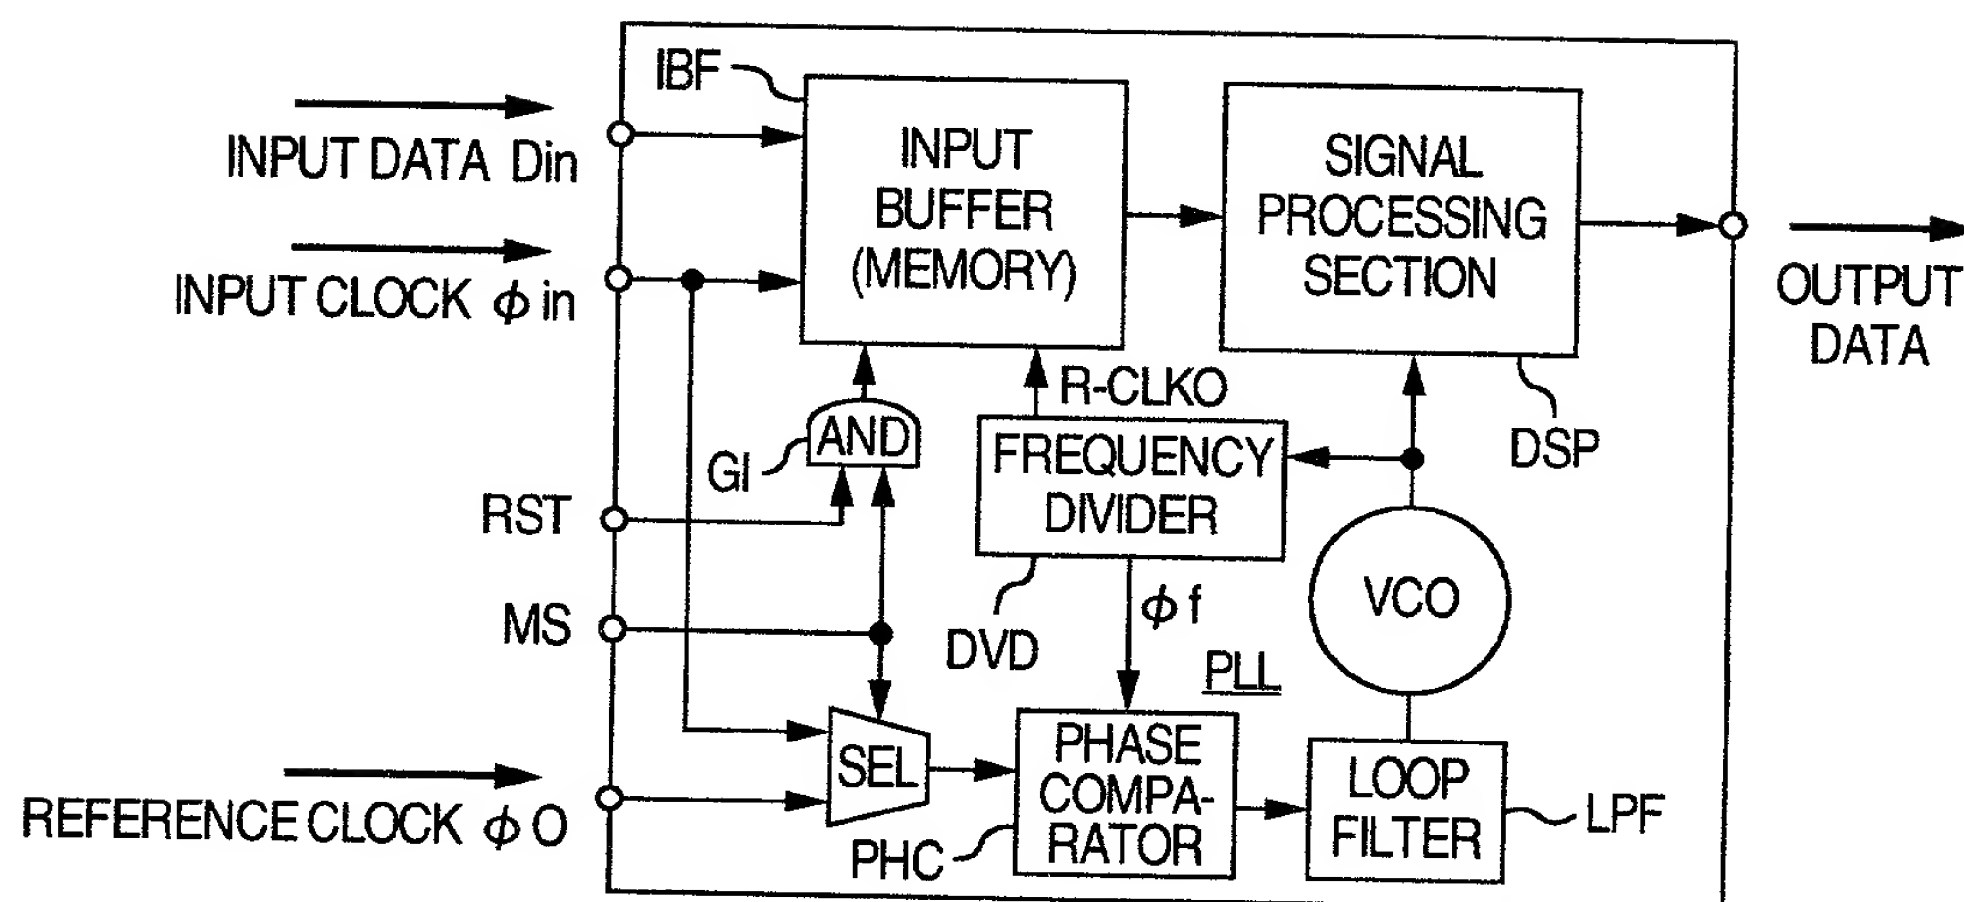 IBF
INPUT DATA Din
INPUT CLOCK ϕ in
INPUT
BUFFER
(MEMORY)
SIGNAL
PROCESSING
SECTION
OUTPUT
DATA
R-CLKO
AND
GI
FREQUENCY
DIVIDER
DSP
RST
MS
DVD
ϕ f
VCO
PLL
SEL
PHASE
COMPA-
RATOR
LOOP
FILTER
LPF
PHC
REFERENCE CLOCK ϕ O